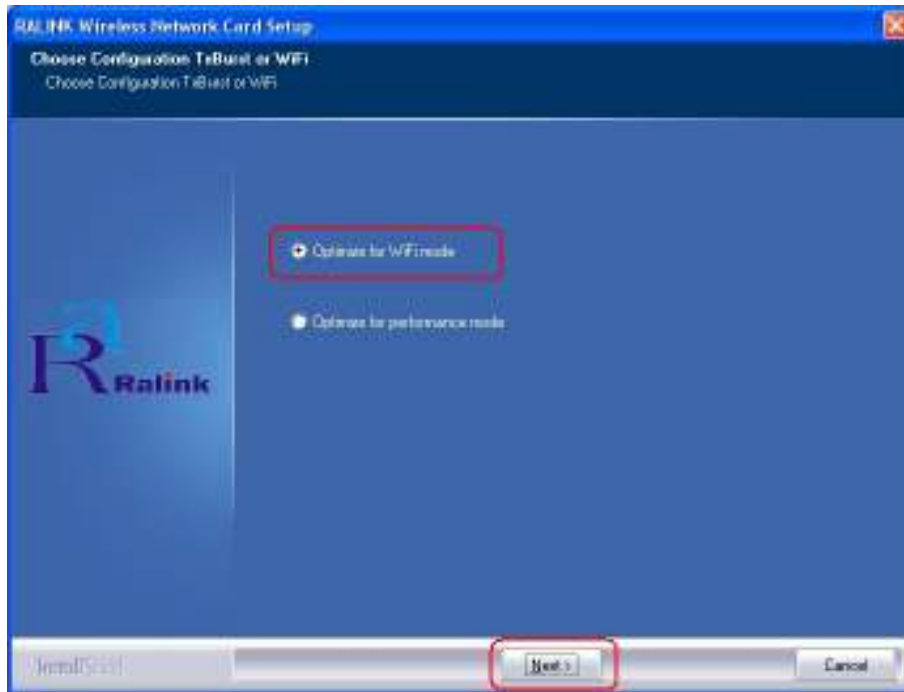 RALINK Wireless Network Card Setup
Choose Configuration TxBurst or WiFi
Choose Configuration TxBurst or WiFi
Optimize for WiFi mode
Optimize for performance mode
Ralink
InstallShield
Next >
Cancel